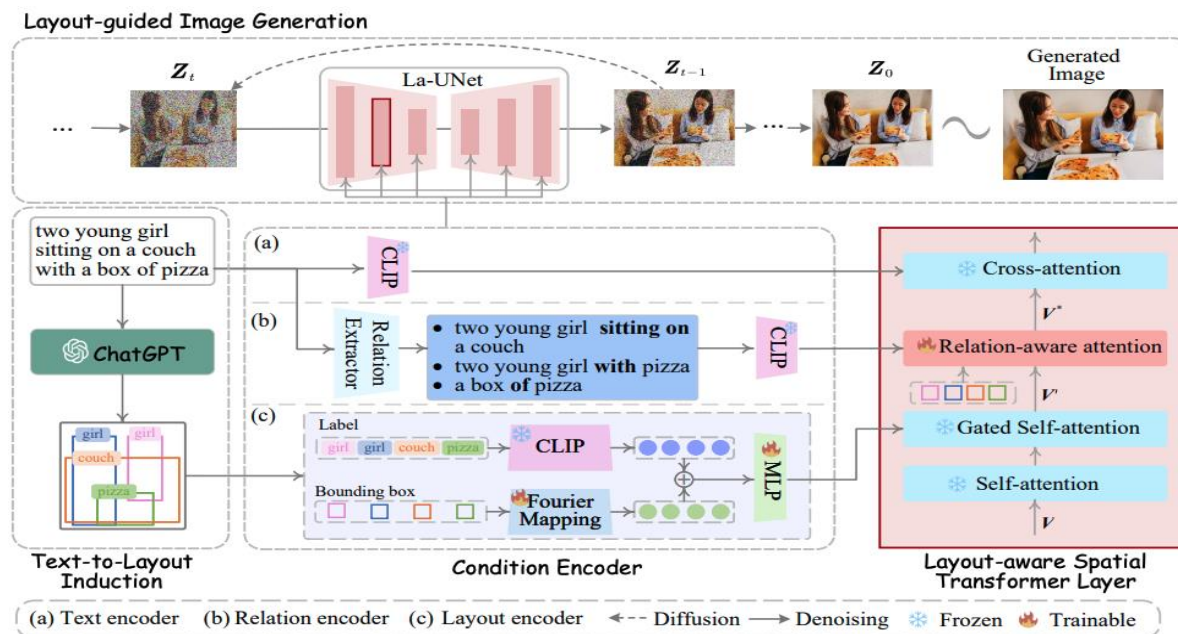 Layout-guided Image Generation
Z_t
La-UNet
Z_{t-1}
Z_0
Generated
Image
...
...
two young girl
sitting on a couch
with a box of pizza
ChatGPT
girl
girl
couch
pizza
Text-to-Layout
Induction
(a)
CLIP
(b)
Relation
Extractor
• two young girl sitting on
a couch
• two young girl with pizza
• a box of pizza
CLIP
(c)
Label
girl girl couch pizza
CLIP
Bounding box
Fourier
Mapping
MLP
Condition Encoder
Cross-attention
V*
Relation-aware attention
V'
Gated Self-attention
Self-attention
V
Layout-aware Spatial
Transformer Layer
(a) Text encoder (b) Relation encoder (c) Layout encoder Diffusion Denoising Frozen Trainable